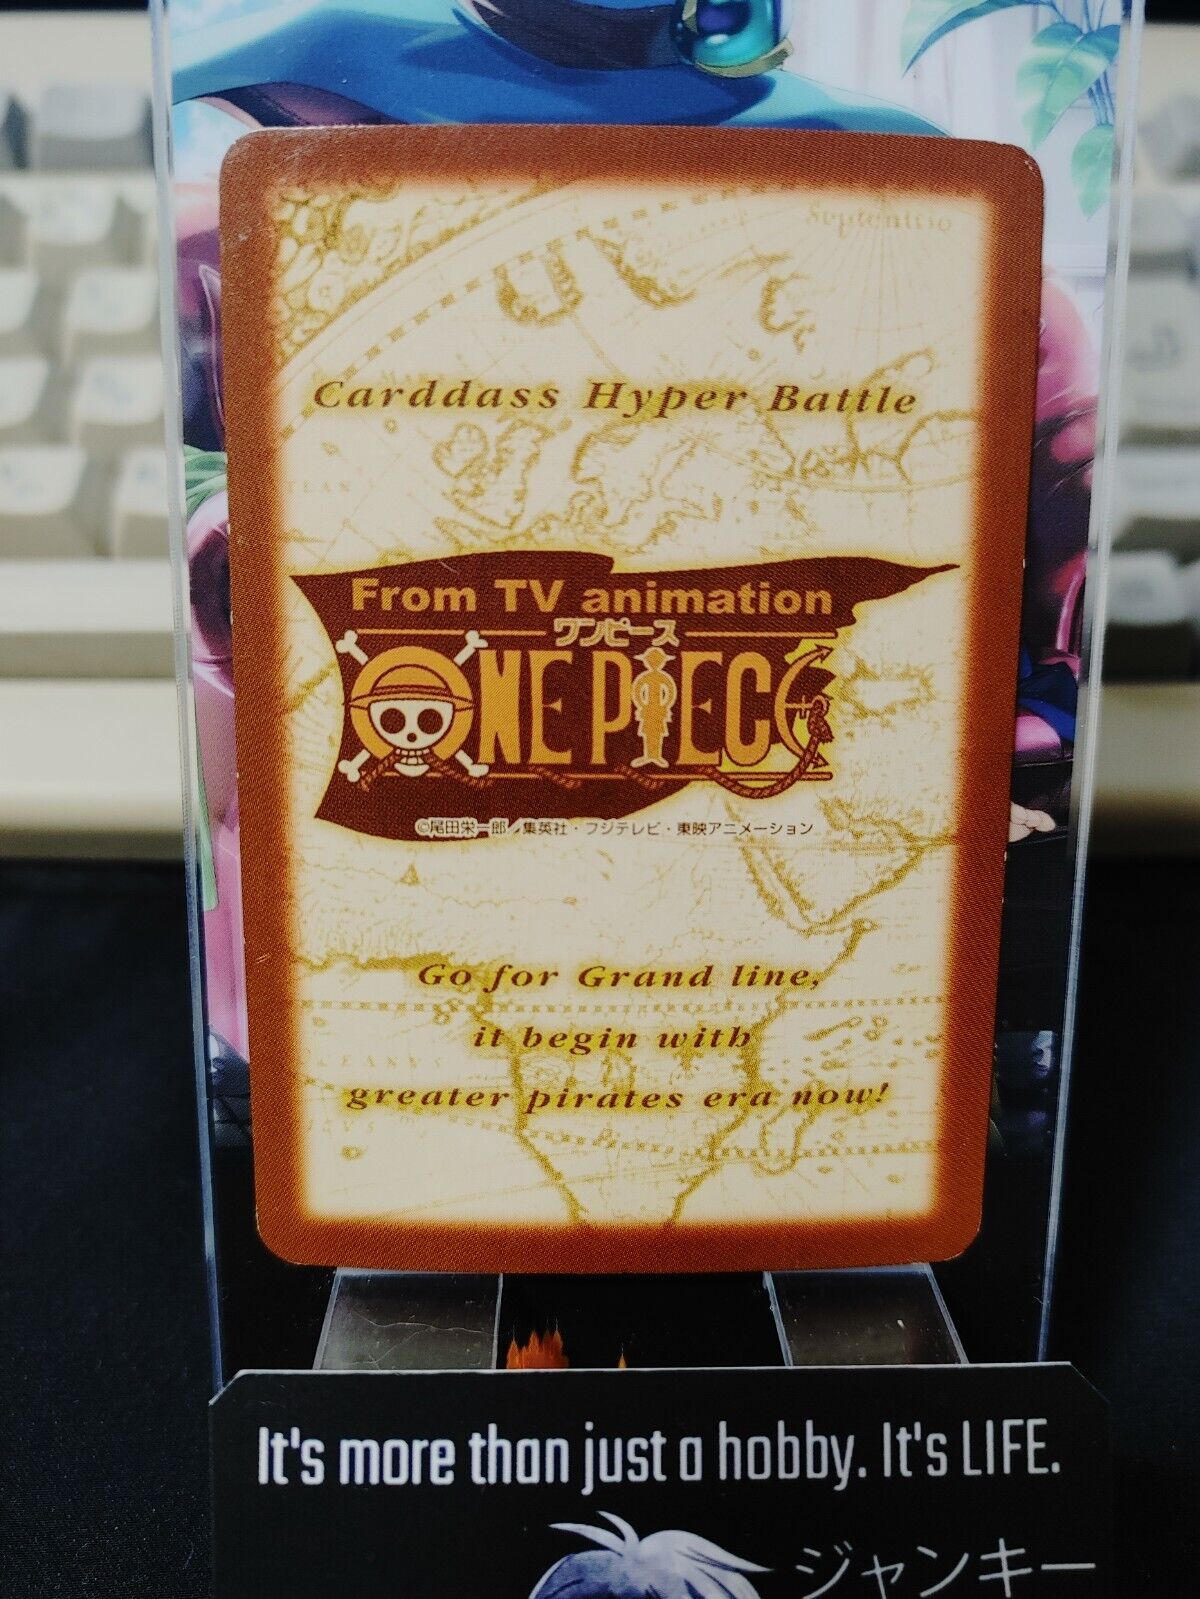 Septentrio
Carddass Hyper Battle
From TV animation
ワンピース
ONE PIECE
©尾田栄一郎/集英社・フジテレビ・東映アニメーション
Go for Grand line,
it begin with
greater pirates era now!
It's more than just a hobby. It's LIFE.
ジャンキー